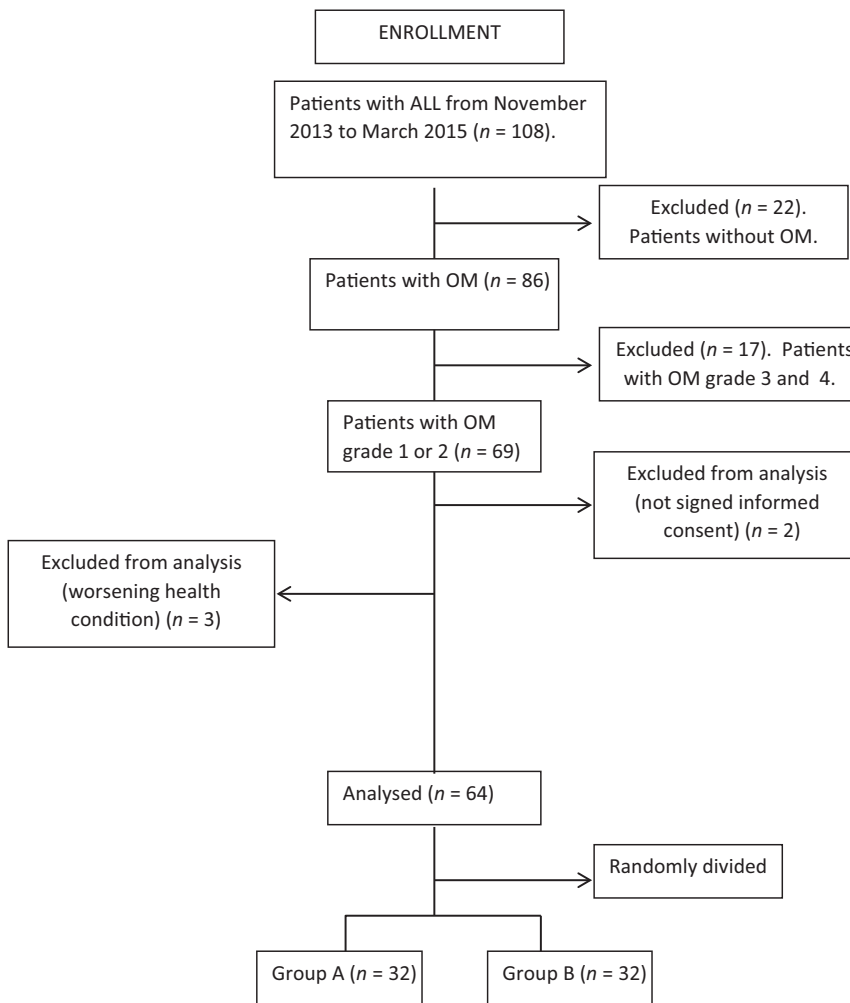 ENROLLMENT
Patients with ALL from November
2013 to March 2015 (n = 108).
Excluded (n = 22).
Patients without OM.
Patients with OM (n = 86)
Excluded (n = 17). Patients
with OM grade 3 and 4.
Patients with OM
grade 1 or 2 (n = 69)
Excluded from analysis
(not signed informed
consent) (n = 2)
Excluded from analysis
(worsening health
condition) (n = 3)
Analysed (n = 64)
Randomly divided
Group A (n = 32)
Group B (n = 32)